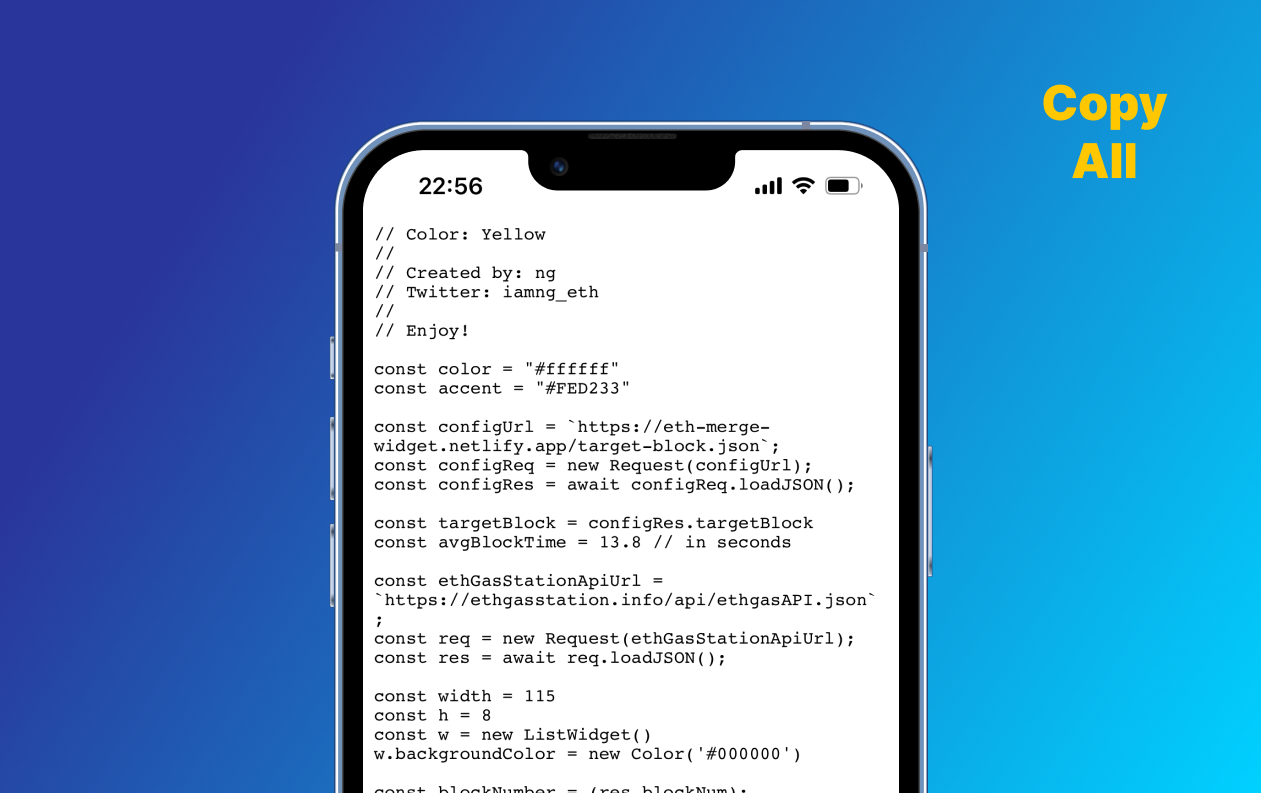 Copy
All
22:56
// Color: Yellow
//
// Created by: ng
// Twitter: iamng_eth
//
// Enjoy!
const color = "#ffffff"
const accent = "#FED233"
const configUrl = `https://eth-merge-
widget.netlify.app/target-block.json`;
const configReq = new Request(configUrl);
const configRes = await configReq.loadJSON();
const targetBlock = configRes.targetBlock
const avgBlockTime = 13.8 // in seconds
const ethGasStationApiUrl =
`https://ethgasstation.info/api/ethgasAPI.json`
;
const req = new Request(ethGasStationApiUrl);
const res = await req.loadJSON();
const width = 115
const h = 8
const w = new ListWidget()
w.backgroundColor = new Color('#000000')
const blockNumber = (res.blockNum);